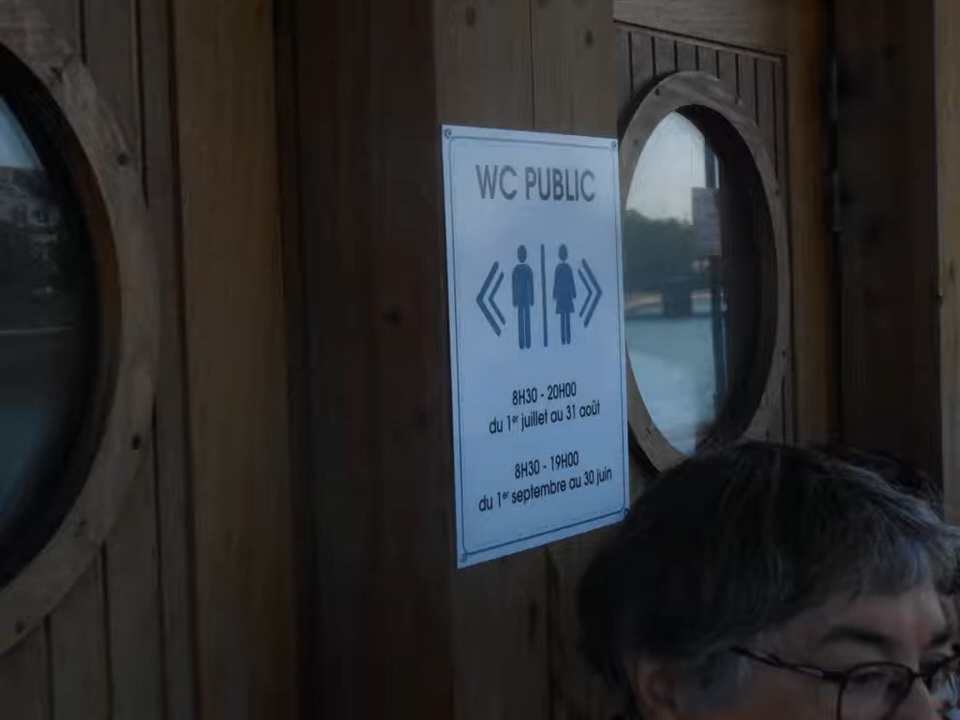 WC PUBLIC
8H30 - 20H00
du 1er juillet au 31 août
8H30 - 19H00
du 1er septembre au 30 juin